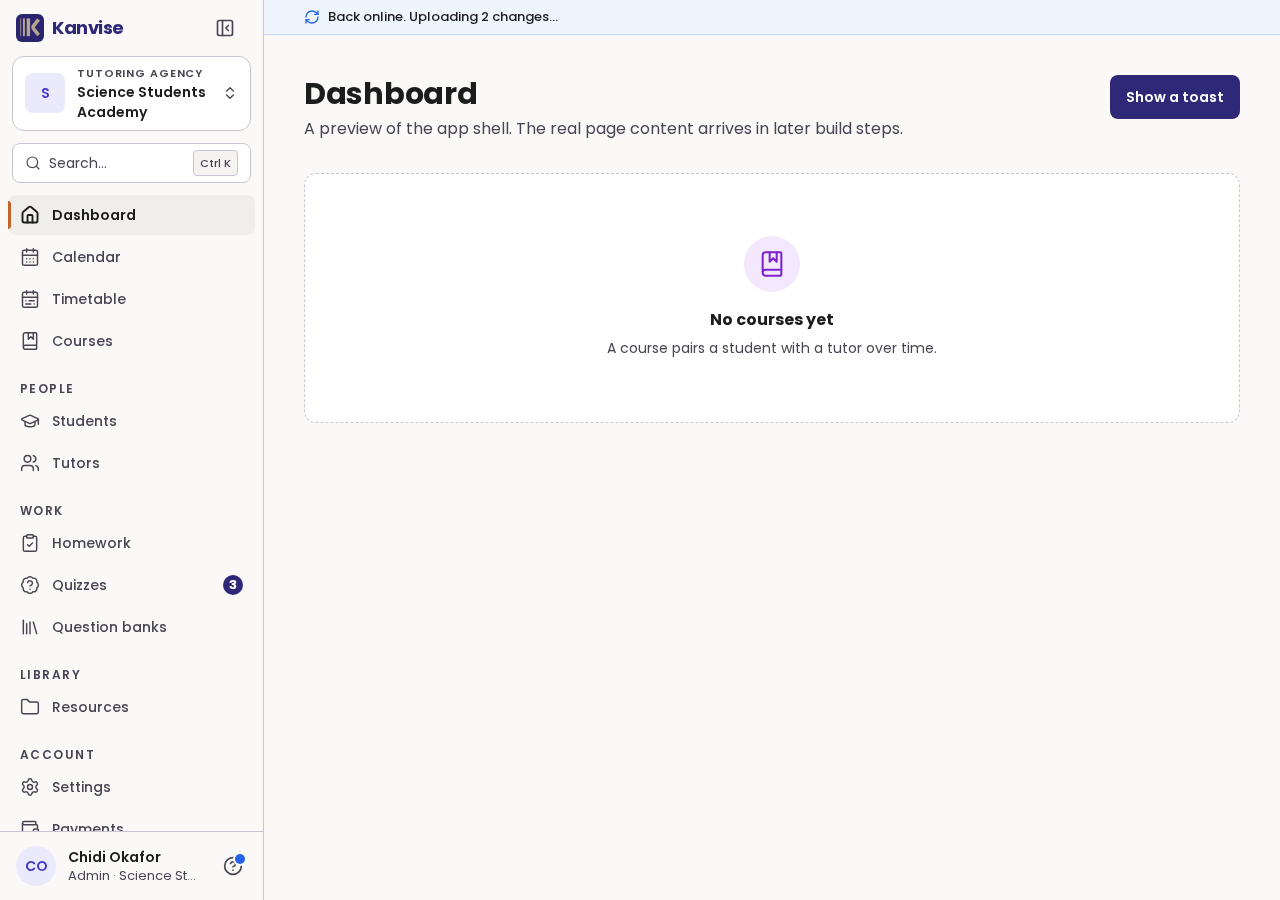 Kanvise
TUTORING AGENCY
S
Science Students
Academy
Search...
Ctrl K
Dashboard
Calendar
Timetable
Courses
PEOPLE
Students
Tutors
WORK
Homework
Quizzes
3
Question banks
LIBRARY
Resources
ACCOUNT
Settings
Payments
CO
Chidi Okafor
Admin · Science St...
Back online. Uploading 2 changes...
Dashboard
A preview of the app shell. The real page content arrives in later build steps.
Show a toast
No courses yet
A course pairs a student with a tutor over time.